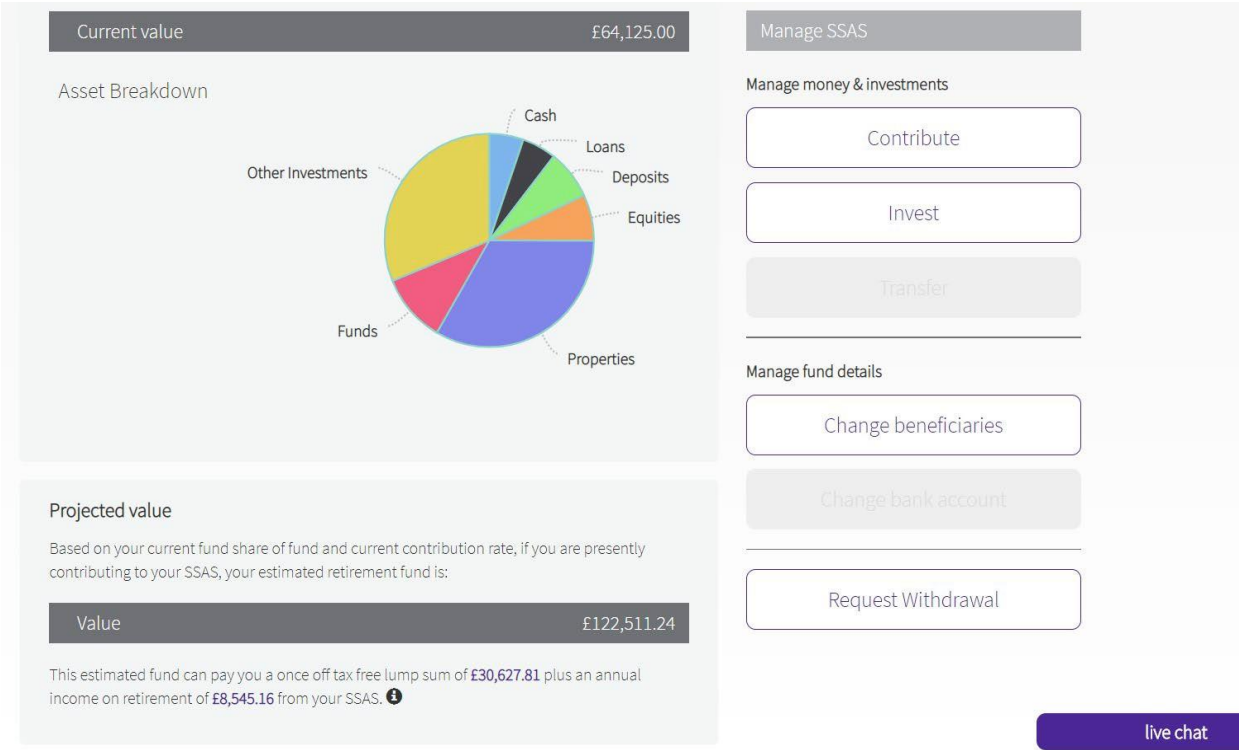 Current value £64,125.00
Asset Breakdown
Cash
Loans
Other Investments
Deposits
Equities
Funds
Properties
Projected value
Based on your current fund share of fund and current contribution rate, if you are presently
contributing to your SSAS, your estimated retirement fund is:
Value £122,511.24
This estimated fund can pay you a once off tax free lump sum of £30,627.81 plus an annual
income on retirement of £8,545.16 from your SSAS.
Manage SSAS
Manage money & investments
Contribute
Invest
Transfer
Manage fund details
Change beneficiaries
Change bank account
Request Withdrawal
live chat